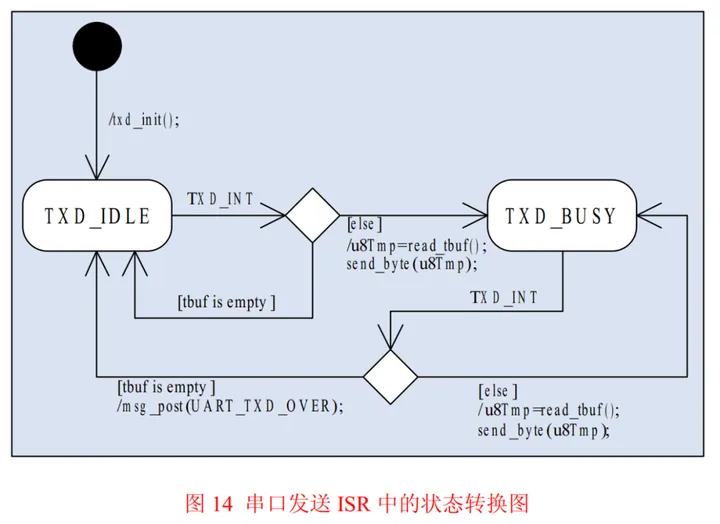 /txd_init();
TXD_IDLE
TXD_INT
[else]
/u8Tmp=read_tbuf();
send_byte(u8Tmp);
TXD_BUSY
[tbuf is empty]
TXD_INT
[tbuf is empty]
/msg_post(UART_TXD_OVER);
[else]
/u8Tmp=read_tbuf();
send_byte(u8Tmp);
图 14 串口发送 ISR 中的状态转换图